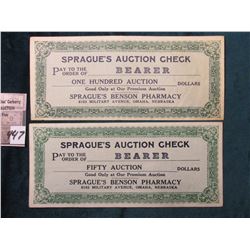 SPRAGUE'S AUCTION CHECK
PAY TO THE
ORDER OF BEARER
ONE HUNDRED AUCTION DOLLARS
Good Only at Our Premium Auction
SPRAGUE'S BENSON PHARMACY
6103 MILITARY AVENUE, OMAHA, NEBRASKA
447
SPRAGUE'S AUCTION CHECK
PAY TO THE
ORDER OF BEARER
FIFTY AUCTION DOLLARS
Good Only at Our Premium Auction
SPRAGUE'S BENSON PHARMACY
6103 MILITARY AVENUE, OMAHA, NEBRASKA